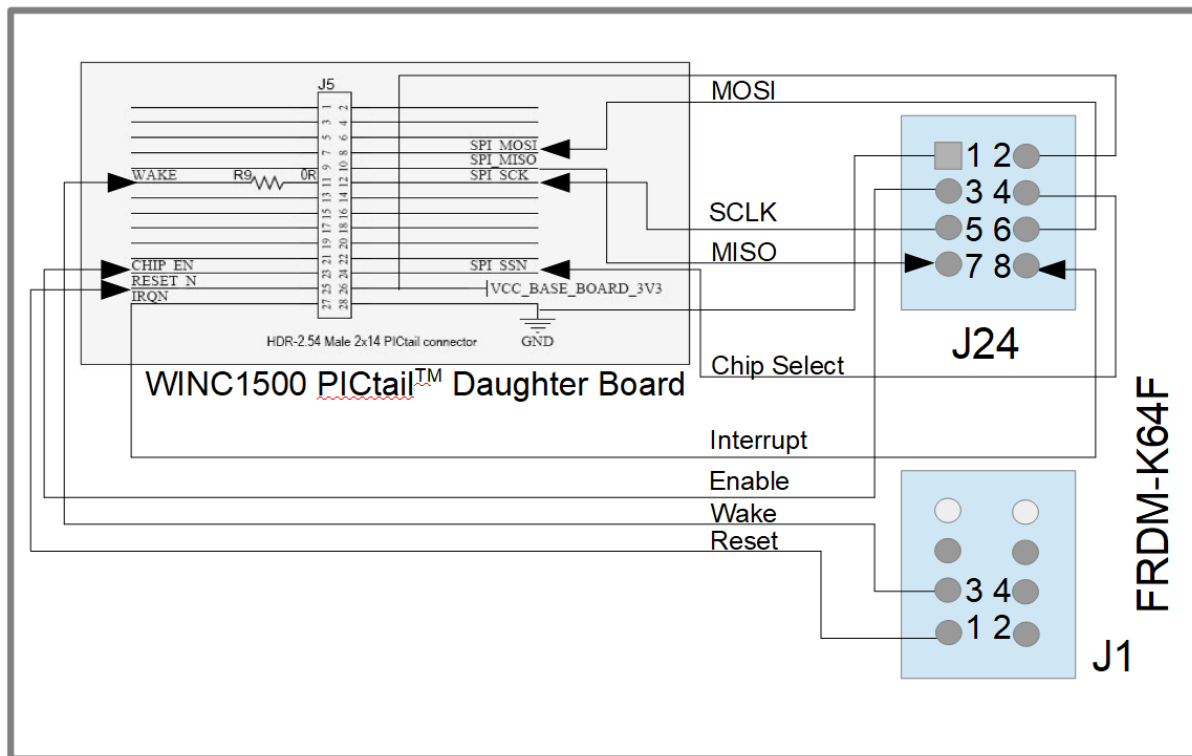 J5
1 2
3 4
5 6
7 8
9 10
11 12
13 14
15 16
17 18
19 20
21 22
23 24
25 26
27 28
SPI_MOSI
SPI_MISO
WAKE R9 0R SPI_SCK
CHIP_EN SPI_SSN
RESET_N
IRQN VCC_BASE_BOARD_3V3
GND
HDR-2.54 Male 2x14 PICtail connector
WINC1500 PICtail™ Daughter Board
MOSI
SCLK
MISO
Chip Select
Interrupt
Enable
Wake
Reset
1 2
3 4
5 6
7 8
J24
3 4
1 2
J1
FRDM-K64F